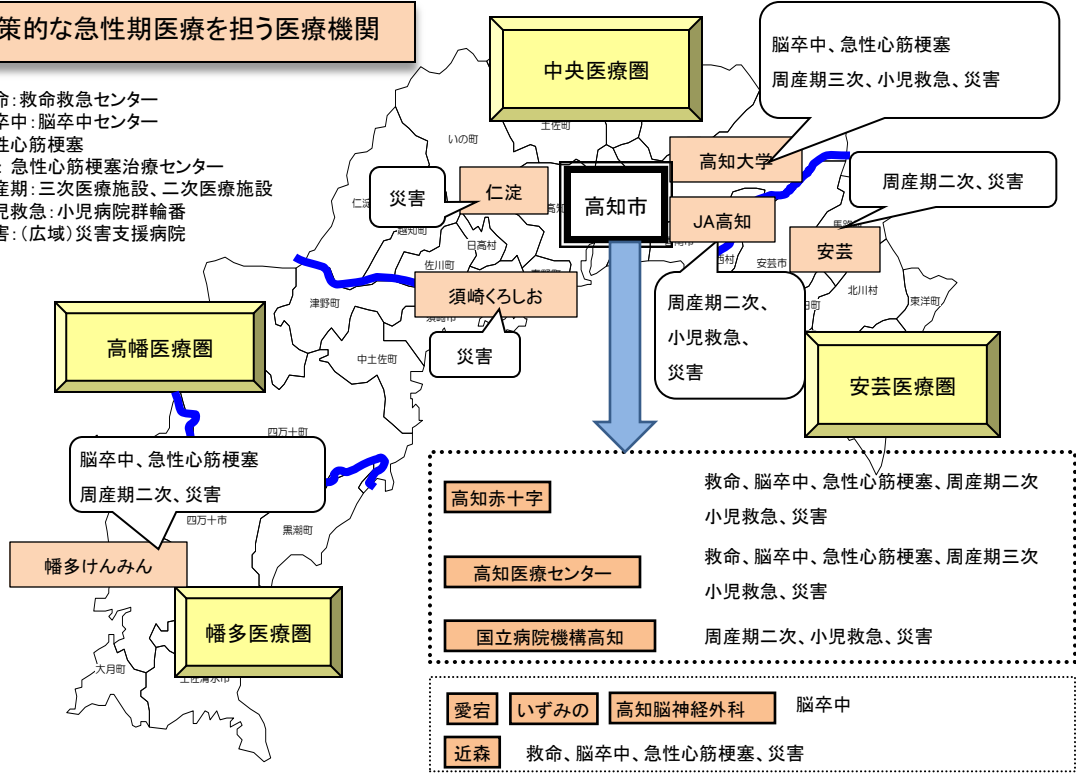 策的な急性期医療を担う医療機関
命:救命救急センター
卒中:脳卒中センター
性心筋梗塞
: 急性心筋梗塞治療センター
産期:三次医療施設、二次医療施設
児救急:小児病院群輪番
害:(広域)災害支援病院
中央医療圏
脳卒中、急性心筋梗塞
周産期三次、小児救急、災害
いの町
土佐町
高知大学
周産期二次、災害
災害
仁淀
高知市
JA高知
安芸
仁淀
越知町
日高村
佐川町
津野町
須崎くろしお
災害
中土佐町
周産期二次、
小児救急、
災害
西村
安芸市
馬路
北川村
東洋町
高幡医療圏
安芸医療圏
四万十町
脳卒中、急性心筋梗塞
周産期二次、災害
四万十市
黒潮町
幡多けんみん
幡多医療圏
大月町
土佐清水市
高知赤十字
救命、脳卒中、急性心筋梗塞、周産期二次
小児救急、災害
高知医療センター
救命、脳卒中、急性心筋梗塞、周産期三次
小児救急、災害
国立病院機構高知
周産期二次、小児救急、災害
愛宕 いずみの 高知脳神経外科 脳卒中
近森 救命、脳卒中、急性心筋梗塞、災害